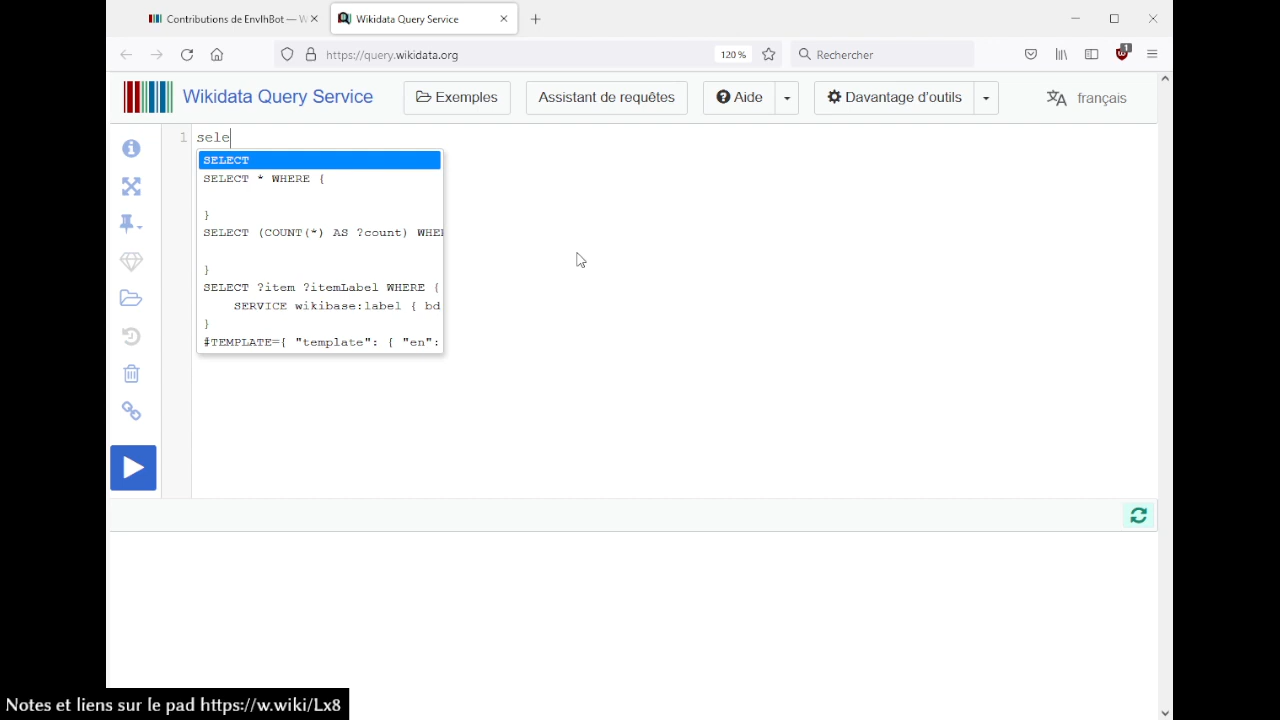 Contributions de EnvlhBot — W
Wikidata Query Service
https://query.wikidata.org
120 %
Rechercher
1
Wikidata Query Service
Exemples
Assistant de requêtes
Aide
Davantage d'outils
français
1 sele
SELECT
SELECT * WHERE {
}
SELECT (COUNT(*) AS ?count) WHE
}
SELECT ?item ?itemLabel WHERE {
SERVICE wikibase:label { bd
}
#TEMPLATE={ "template": { "en":
Notes et liens sur le pad https://w.wiki/Lx8